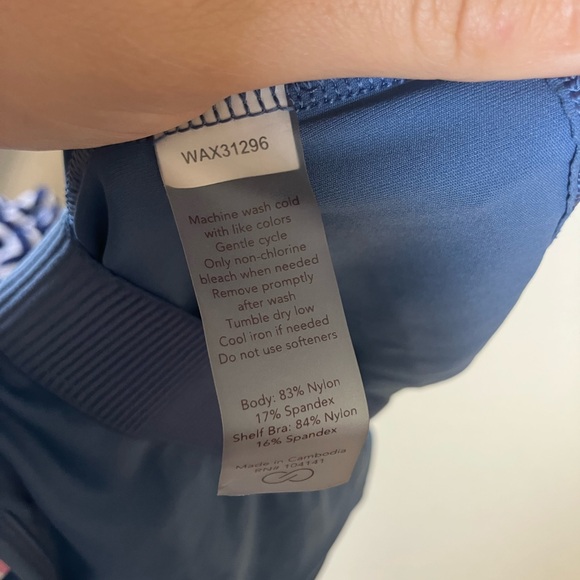 WAX31296
Machine wash cold
with like colors
Gentle cycle
Only non-chlorine
bleach when needed
Remove promptly
after wash
Tumble dry low
Cool iron if needed
Do not use softeners
Body: 83% Nylon
17% Spandex
Shelf Bra: 84% Nylon
16% Spandex
Made in Cambodia
RN# 104141